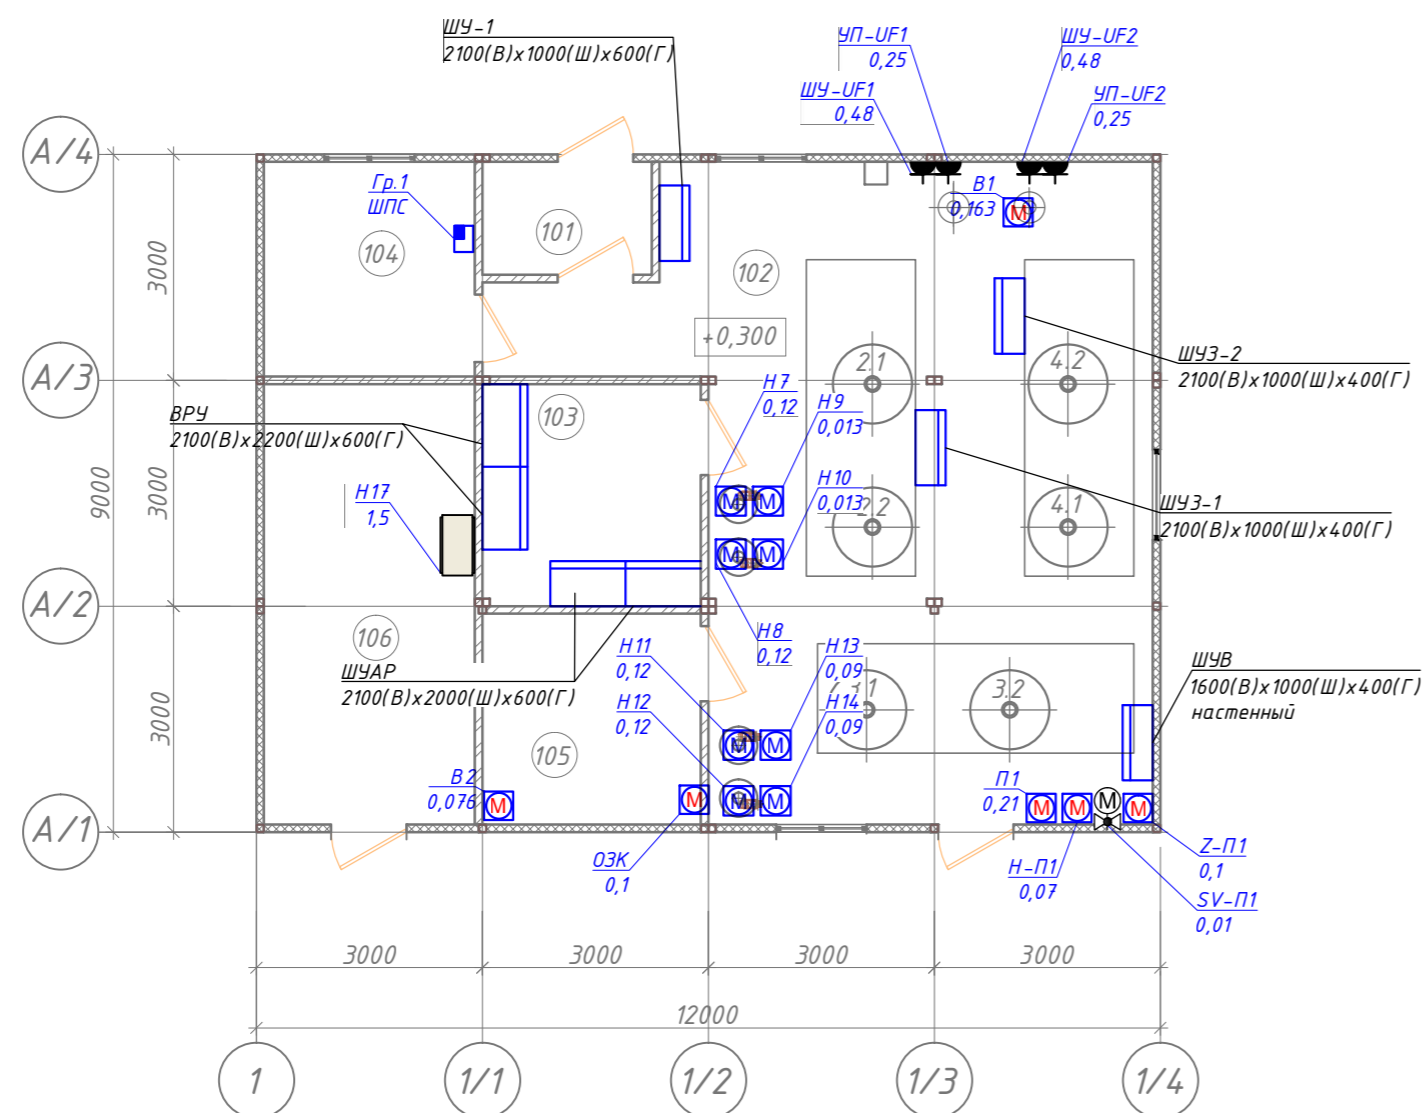 ШУ-1
2100(В)х1000(Ш)х600(Г)
УП-UF1
0,25
ШУ-UF2
0,48
ШУ-UF1
0,48
УП-UF2
0,25
А/4
Гр.1
ШПС
В1
0,163
М
101
104
102
3000
+0,300
2.1
4.2
ШУЗ-2
2100(В)х1000(Ш)х400(Г)
А/3
ВРУ
2100(В)х2200(Ш)х600(Г)
103
Н7
0,12
Н9
0,013
9000
3000
Н17
1,5
Н10
0,013
М
М
2.2
4.1
ШУЗ-1
2100(В)х1000(Ш)х400(Г)
М
М
А/2
106
Н8
0,12
Н11
0,12
Н13
0,09
ШУАР
2100(В)х2000(Ш)х600(Г)
ШУВ
1600(В)х1000(Ш)х400(Г)
настенный
3000
Н12
0,12
Н14
0,09
3.2
105
М
М
В2
0,076
М
М
М
М
П1
0,21
М
М
М
М
А/1
ОЗК
0,1
Н-П1
0,07
Z-П1
0,1
SV-П1
0,01
3000
3000
3000
3000
12000
1
1/1
1/2
1/3
1/4